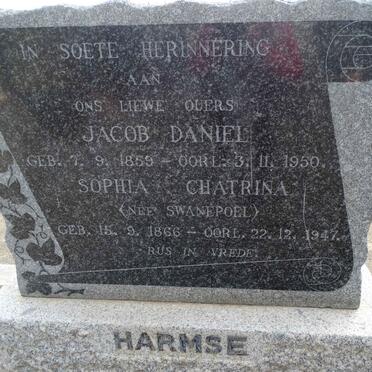 IN SOETE HERINNERING
AAN
ONS LIEWE OUERS
JACOB DANIEL
GEB. 7. 9. 1859 - OORL. 3. 11. 1950.
SOPHIA CHATRINA
(NEE SWANEPOEL)
GEB. 15. 9. 1866 - OORL. 22. 12. 1947.
RUS IN VREDE.
HARMSE